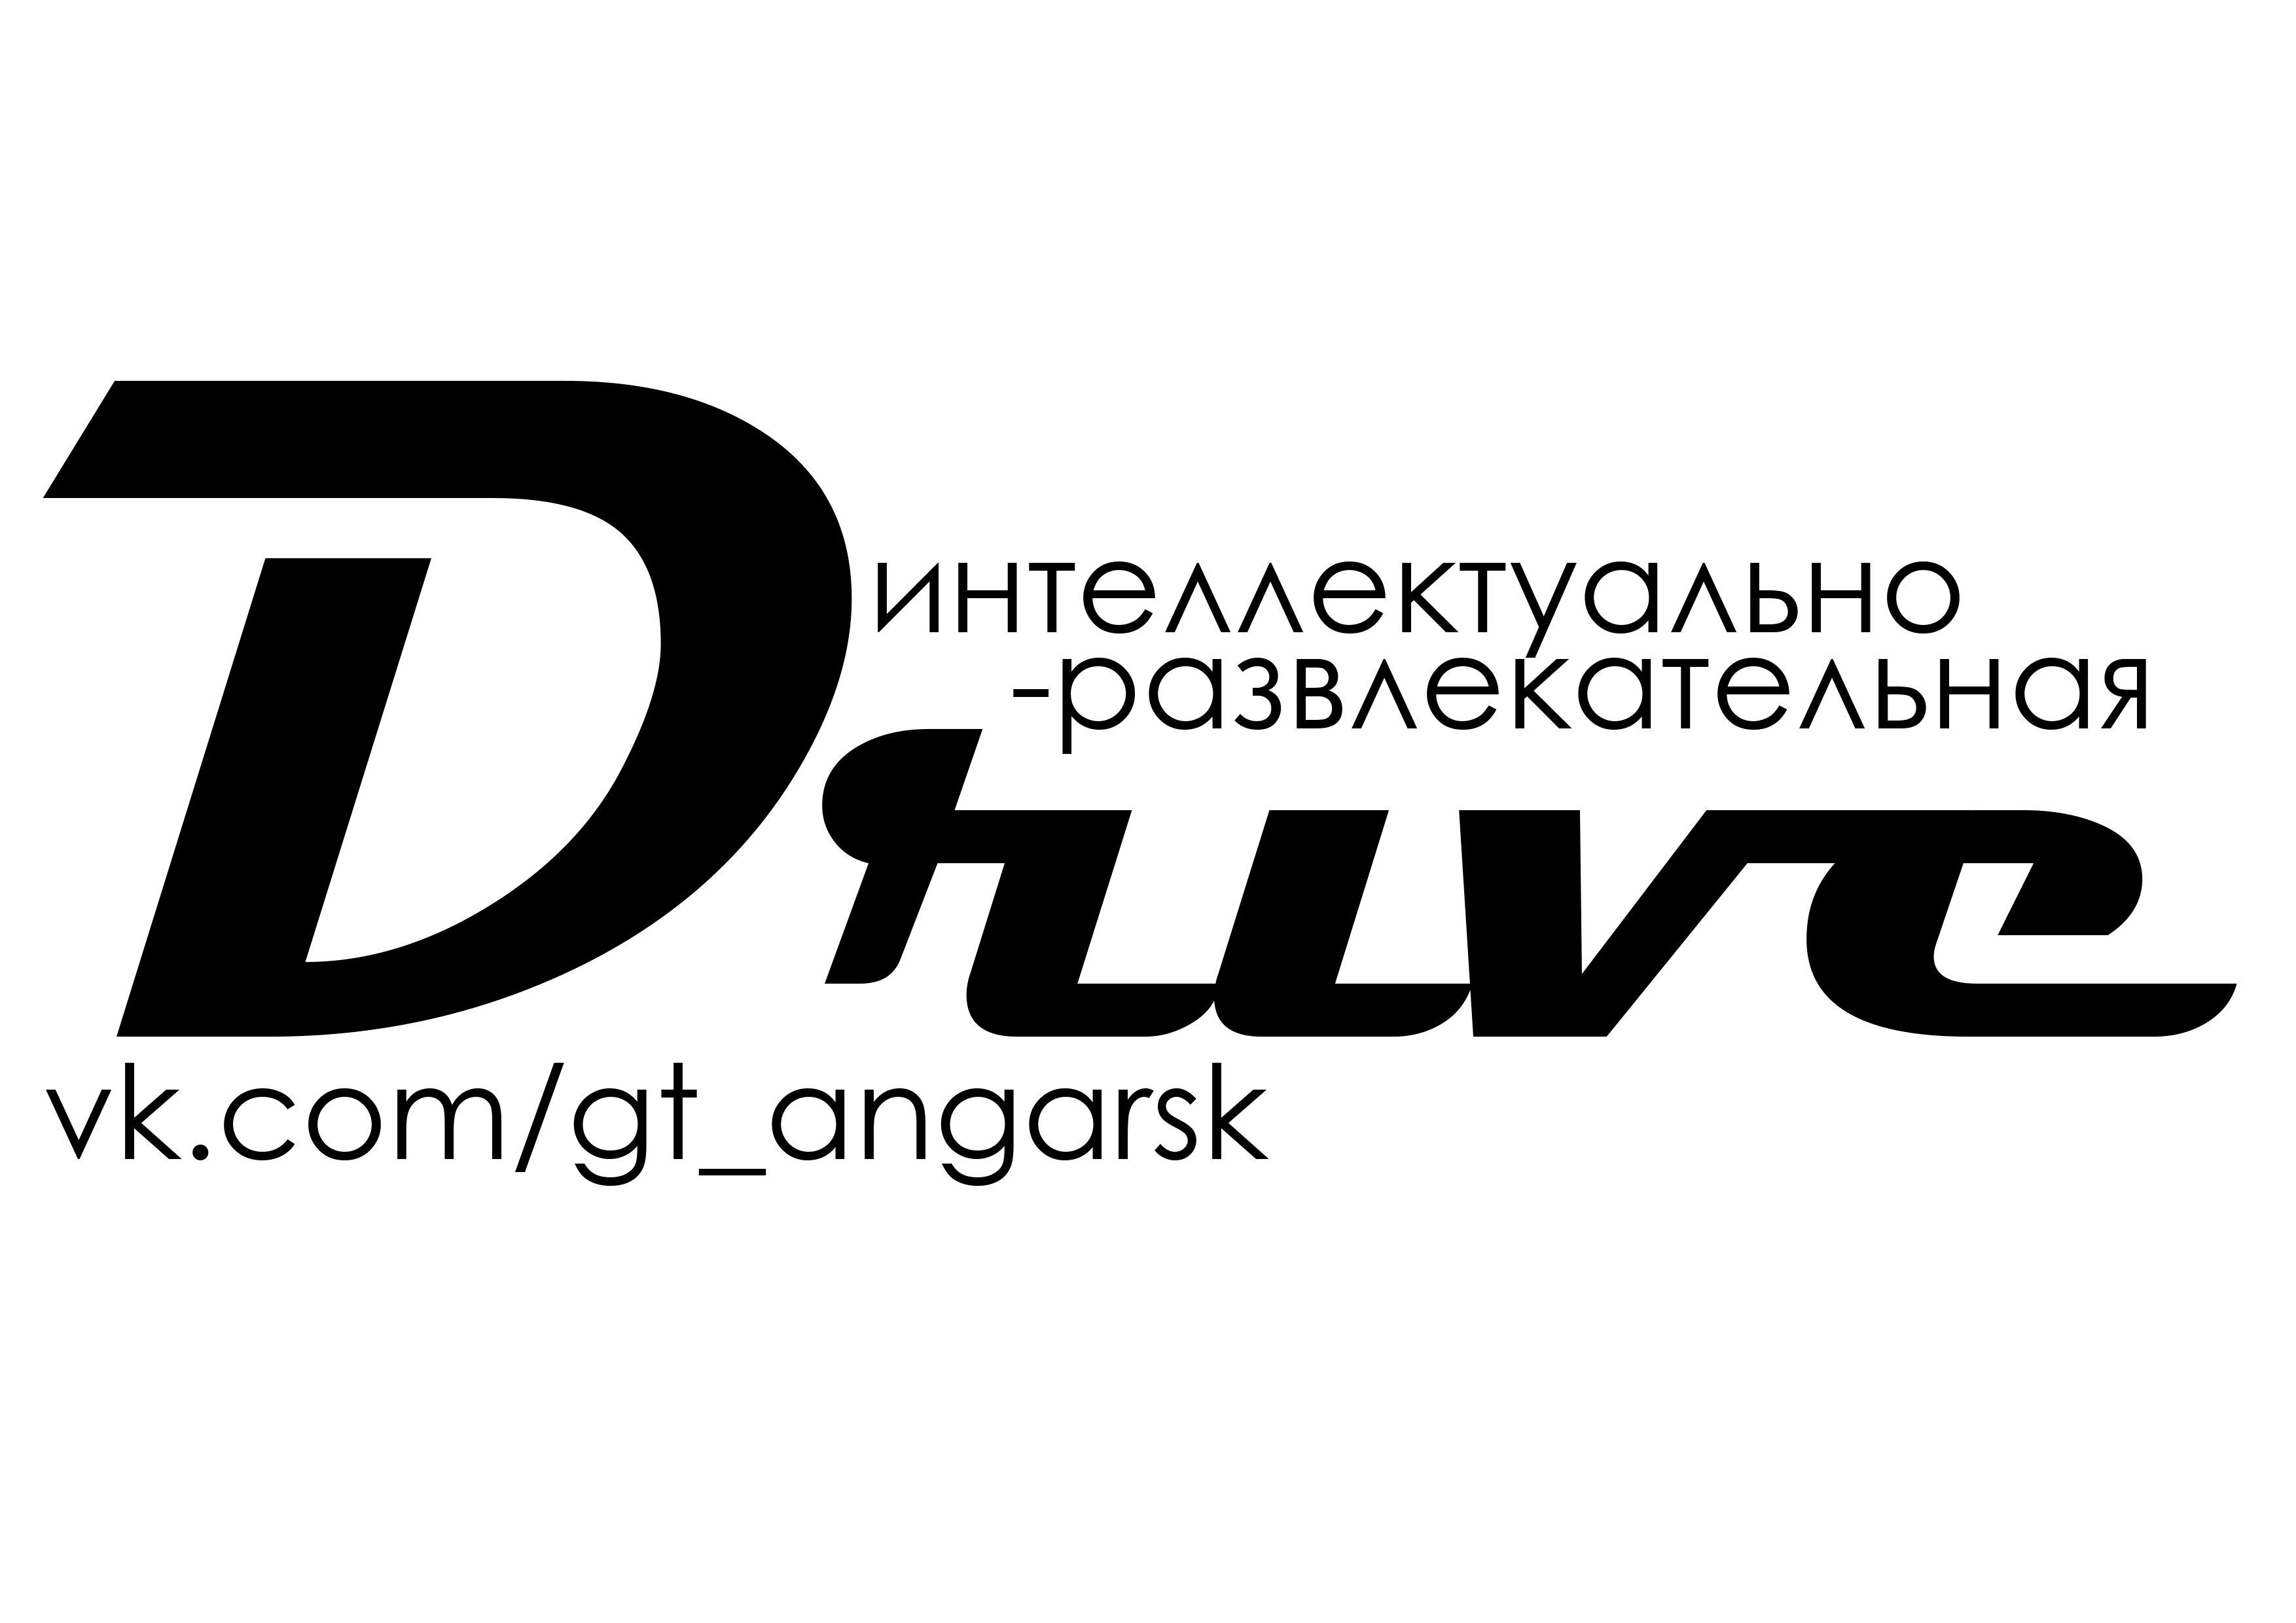 интеллектуально
-развлекательная
Drive
vk.com/gt_angarsk